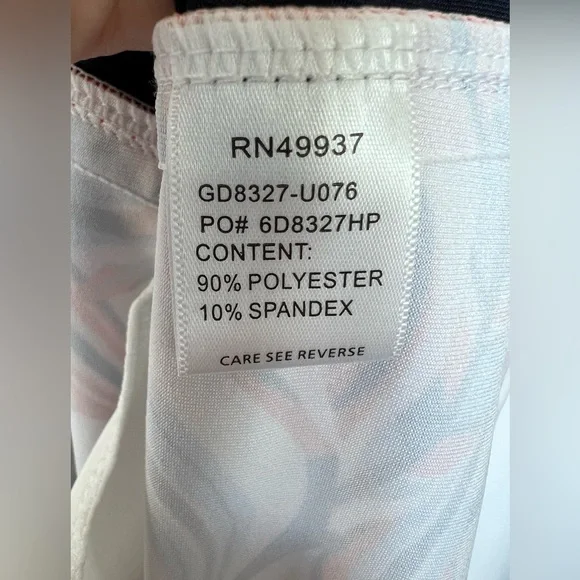 RN49937
GD8327-U076
PO# 6D8327HP
CONTENT:
90% POLYESTER
10% SPANDEX
CARE SEE REVERSE